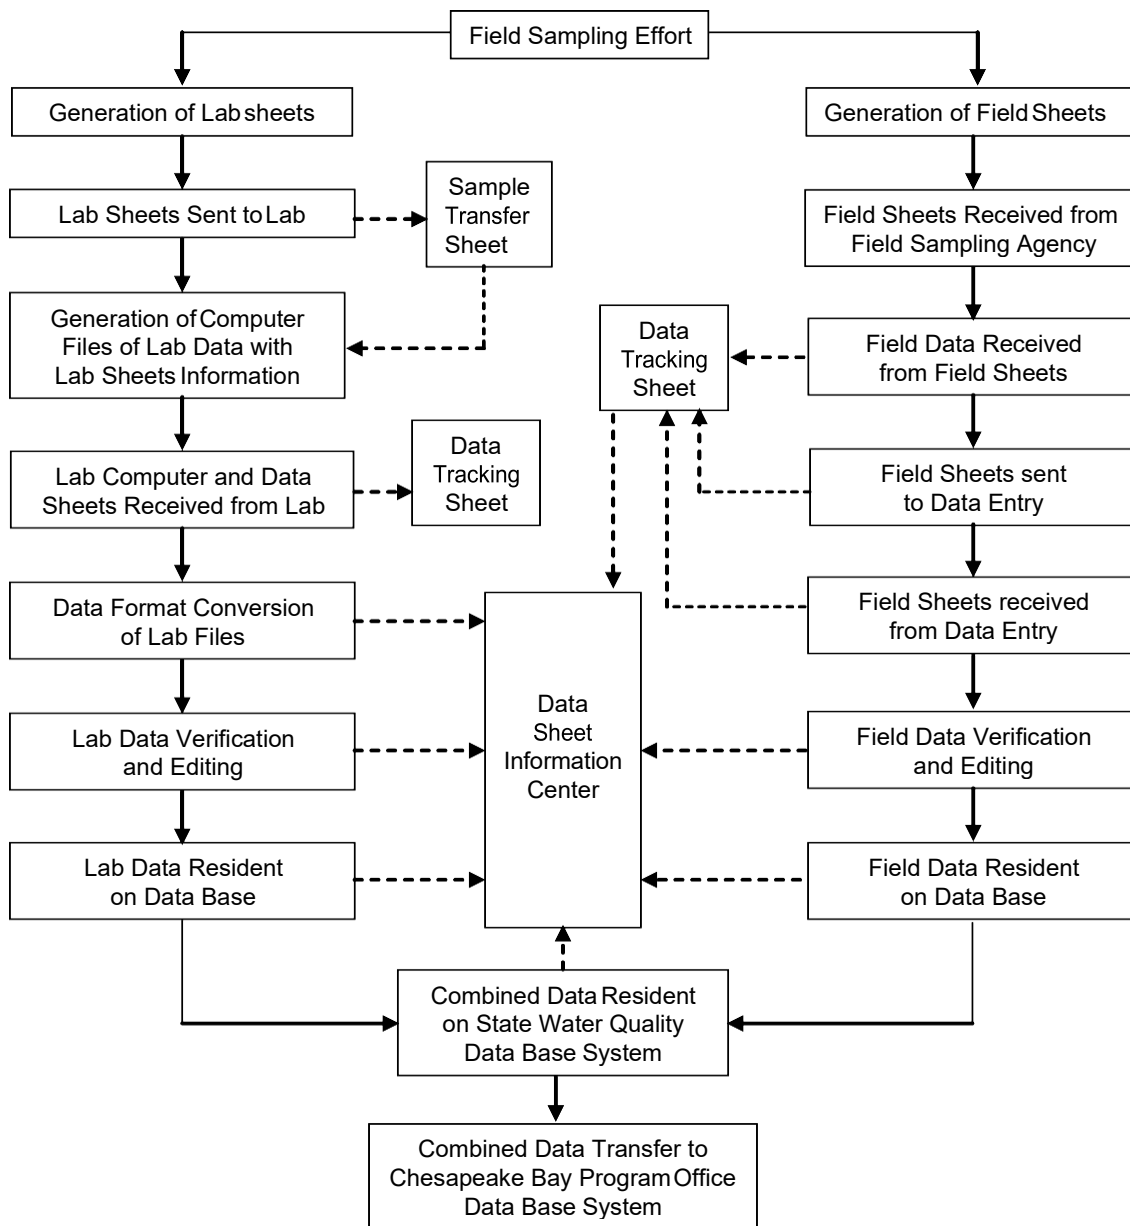 Field Sampling Effort
Generation of Lab sheets
Generation of Field Sheets
Lab Sheets Sent to Lab
Sample
Transfer
Sheet
Field Sheets Received from
Field Sampling Agency
Generation of Computer
Files of Lab Data with
Lab Sheets Information
Data
Tracking
Sheet
Field Data Received
from Field Sheets
Lab Computer and Data
Sheets Received from Lab
Data
Tracking
Sheet
Field Sheets sent
to Data Entry
Data Format Conversion
of Lab Files
Field Sheets received
from Data Entry
Data
Sheet
Information
Center
Lab Data Verification
and Editing
Field Data Verification
and Editing
Lab Data Resident
on Data Base
Field Data Resident
on Data Base
Combined Data Resident
on State Water Quality
Data Base System
Combined Data Transfer to
Chesapeake Bay Program Office
Data Base System